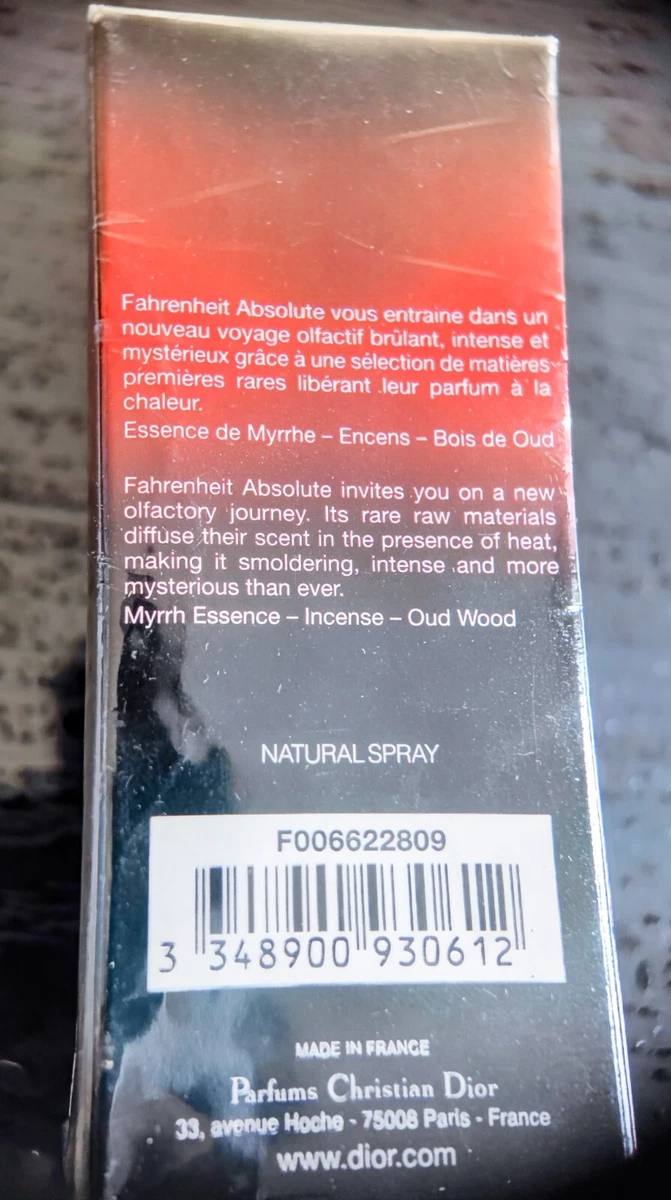 Fahrenheit Absolute vous entraine dans un
nouveau voyage olfactif brûlant, intense et
mystérieux grâce à une sélection de matières
premières rares libérant leur parfum à la
chaleur.
Essence de Myrrhe – Encens – Bois de Oud
Fahrenheit Absolute invites you on a new
olfactory journey. Its rare raw materials
diffuse their scent in the presence of heat,
making it smoldering, intense and more
mysterious than ever.
Myrrh Essence – Incense – Oud Wood
NATURAL SPRAY
F006622809
3 348900 930612
MADE IN FRANCE
Parfums Christian Dior
33, avenue Hoche - 75008 Paris - France
www.dior.com